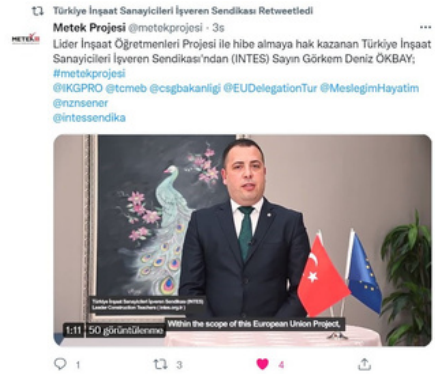 Türkiye İnşaat Sanayicileri İşveren Sendikası Retweetledi
METEK
Metek Projesi @metekprojesi · 3s
Lider İnşaat Öğretmenleri Projesi ile hibe almaya hak kazanan Türkiye İnşaat
Sanayicileri İşveren Sendikası'ndan (INTES) Sayın Görkem Deniz ÖKBAY;
#metekprojesi
@IKGPRO @tcmeb @csgbakanligi @EUDelegationTur @MeslegimHayatim
@nznsener
@intessendika
Türkiye İnşaat Sanayicileri İşveren Sendikası (INTES)
Leader Construction Teachers ( intes.org.tr )
1:11 50 görüntülenme
Within the scope of this European Union Project,
1 3 4